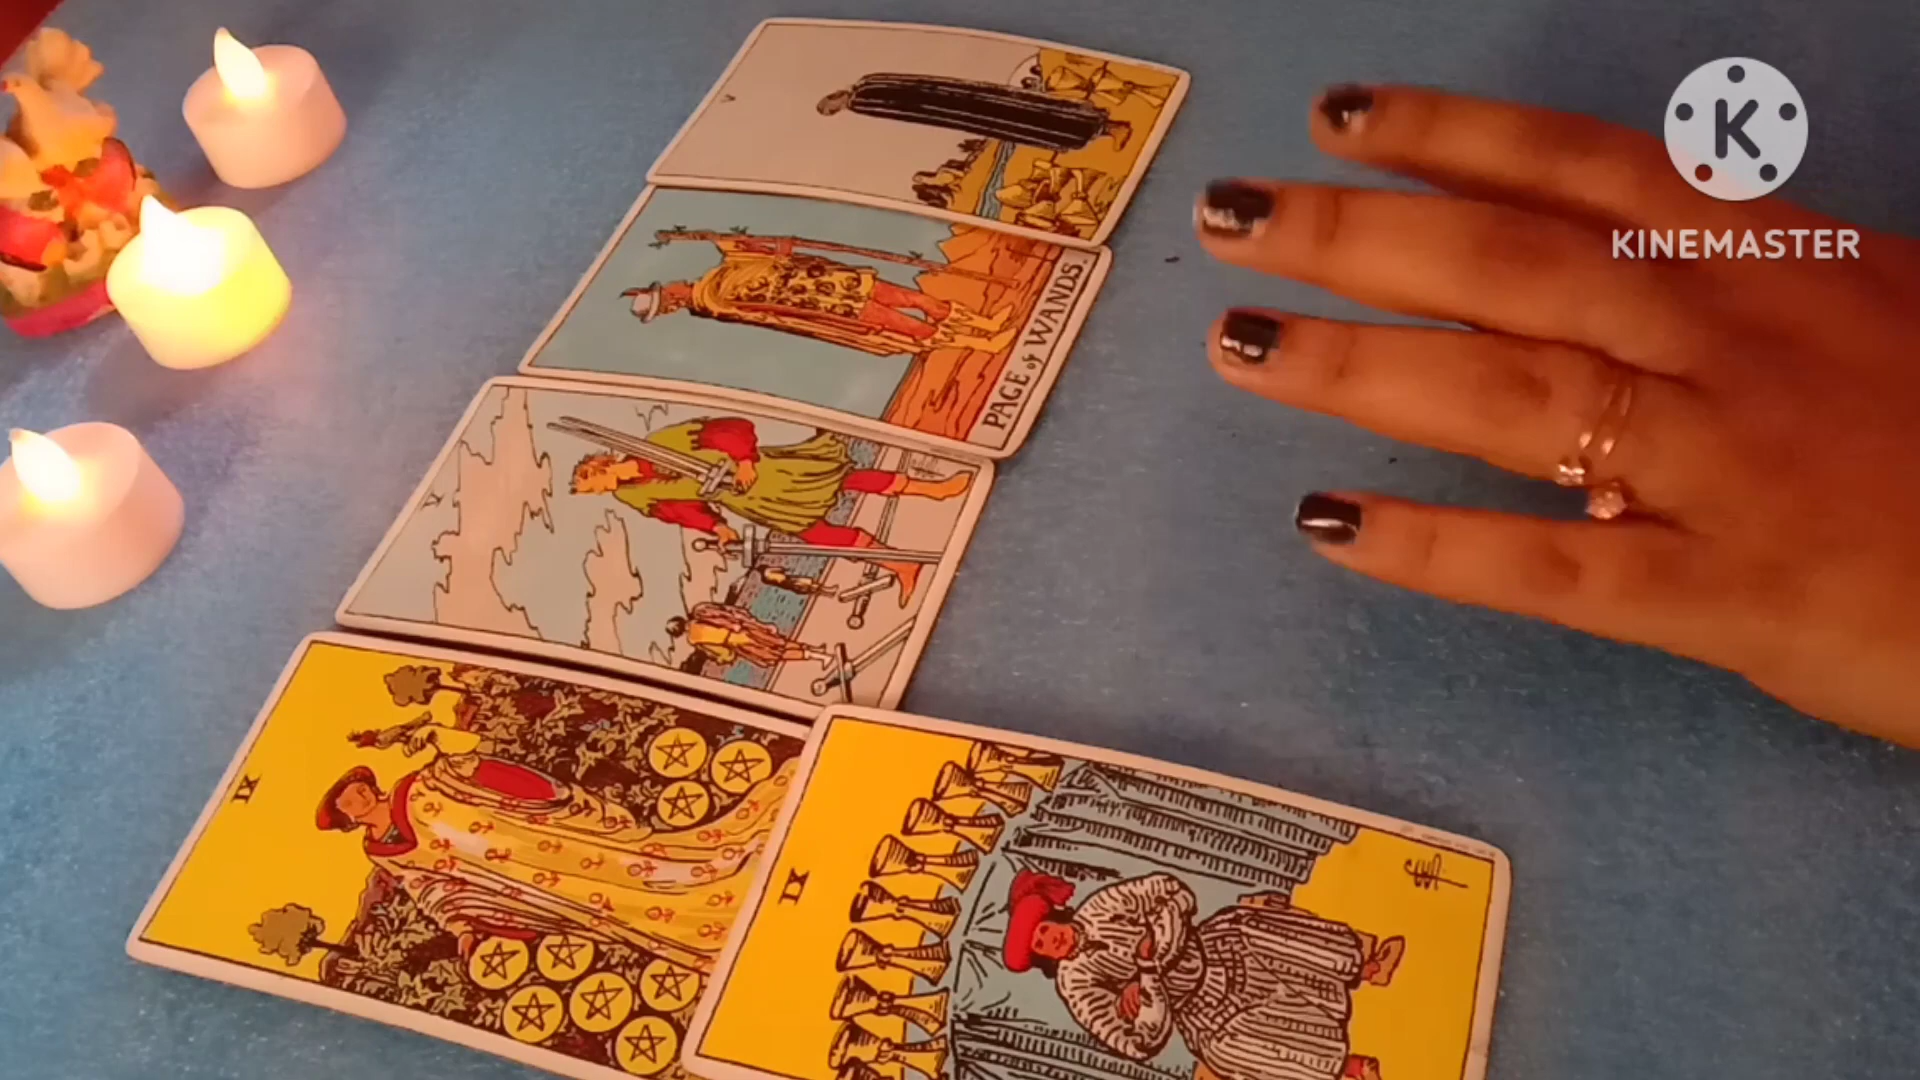 V
K
KINEMASTER
PAGE of WANDS.
V
IX
IX